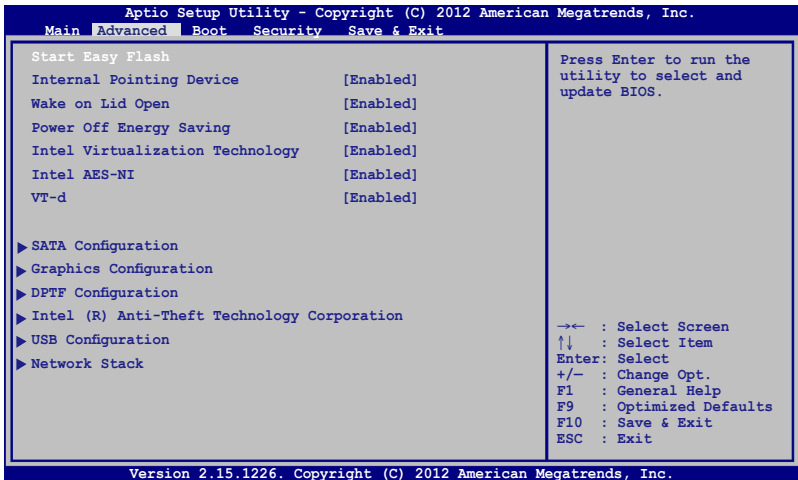 Aptio Setup Utility - Copyright (C) 2012 American Megatrends, Inc.
Main Advanced Boot Security Save & Exit
Start Easy Flash
Internal Pointing Device [Enabled]
Wake on Lid Open [Enabled]
Power Off Energy Saving [Enabled]
Intel Virtualization Technology [Enabled]
Intel AES-NI [Enabled]
VT-d [Enabled]
SATA Configuration
Graphics Configuration
DPTF Configuration
Intel (R) Anti-Theft Technology Corporation
USB Configuration
Network Stack
Press Enter to run the
utility to select and
update BIOS.
→← : Select Screen
↑↓ : Select Item
Enter: Select
+/— : Change Opt.
F1 : General Help
F9 : Optimized Defaults
F10 : Save & Exit
ESC : Exit
Version 2.15.1226. Copyright (C) 2012 American Megatrends, Inc.